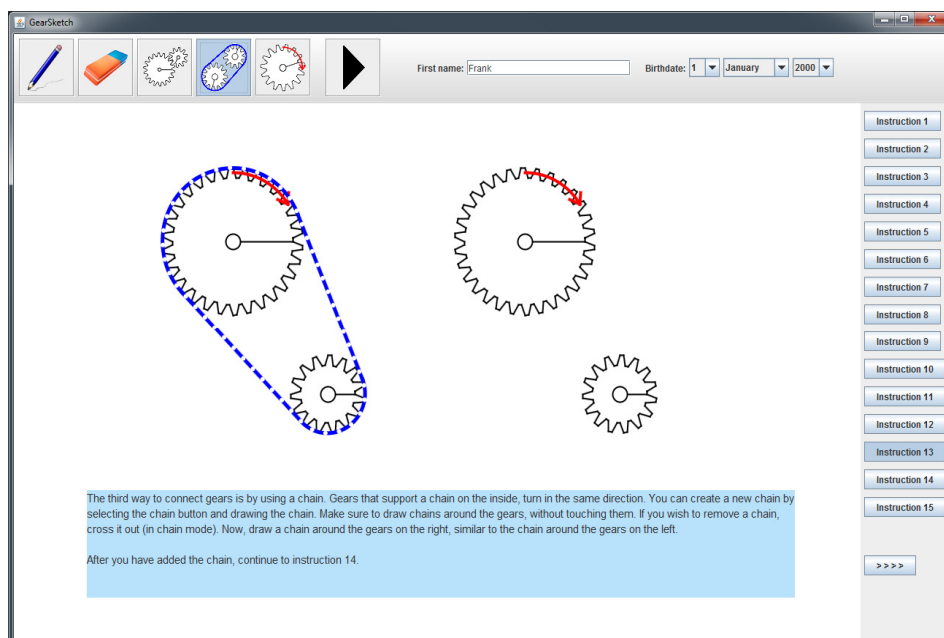 GearSketch
First name: Frank Birthdate: 1 January 2000
Instruction 1
Instruction 2
Instruction 3
Instruction 4
Instruction 5
Instruction 6
Instruction 7
Instruction 8
Instruction 9
Instruction 10
Instruction 11
Instruction 12
Instruction 13
Instruction 14
Instruction 15
>>>>
The third way to connect gears is by using a chain. Gears that support a chain on the inside, turn in the same direction. You can create a new chain by
selecting the chain button and drawing the chain. Make sure to draw chains around the gears, without touching them. If you wish to remove a chain,
cross it out (in chain mode). Now, draw a chain around the gears on the right, similar to the chain around the gears on the left.
After you have added the chain, continue to instruction 14.